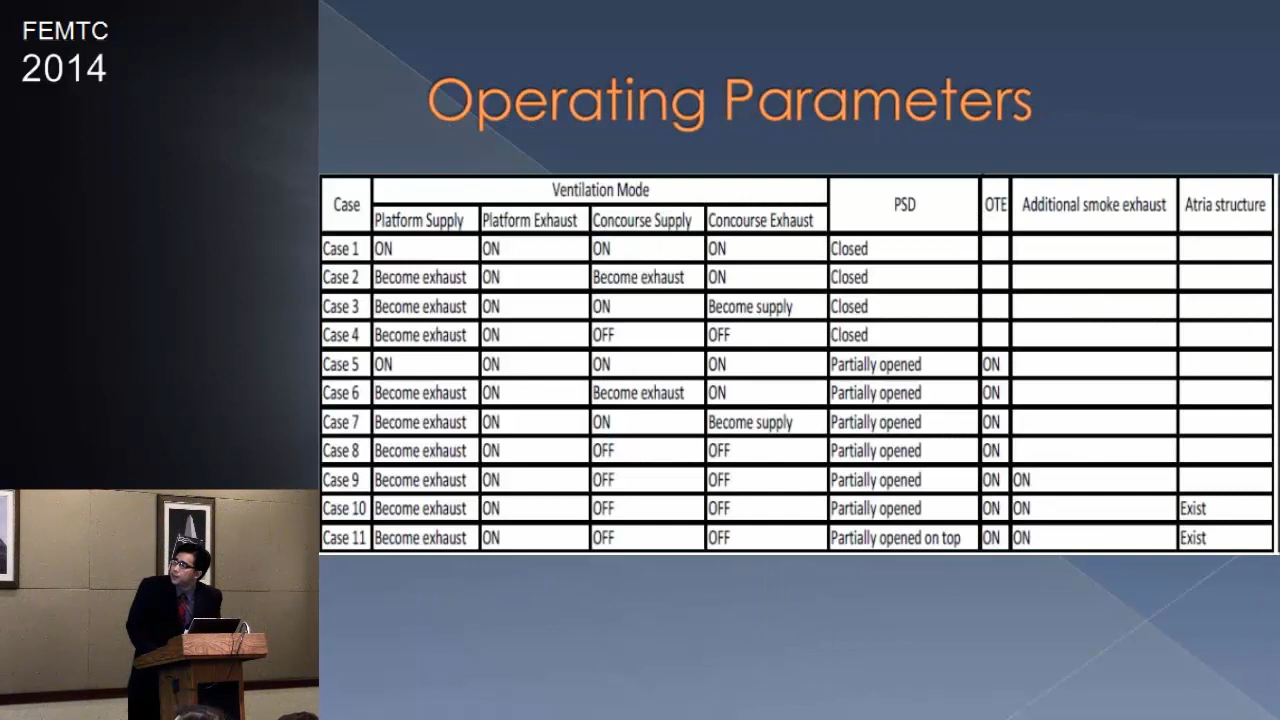 FEMTC
2014
Operating Parameters
Case Ventilation Mode PSD OTE Additional smoke exhaust Atria structure
Platform Supply Platform Exhaust Concourse Supply Concourse Exhaust
Case 1 ON ON ON ON Closed
Case 2 Become exhaust ON Become exhaust ON Closed
Case 3 Become exhaust ON ON Become supply Closed
Case 4 Become exhaust ON OFF OFF Closed
Case 5 ON ON ON ON Partially opened ON
Case 6 Become exhaust ON Become exhaust ON Partially opened ON
Case 7 Become exhaust ON ON Become supply Partially opened ON
Case 8 Become exhaust ON OFF OFF Partially opened ON
Case 9 Become exhaust ON OFF OFF Partially opened ON ON
Case 10 Become exhaust ON OFF OFF Partially opened ON ON Exist
Case 11 Become exhaust ON OFF OFF Partially opened on top ON ON Exist